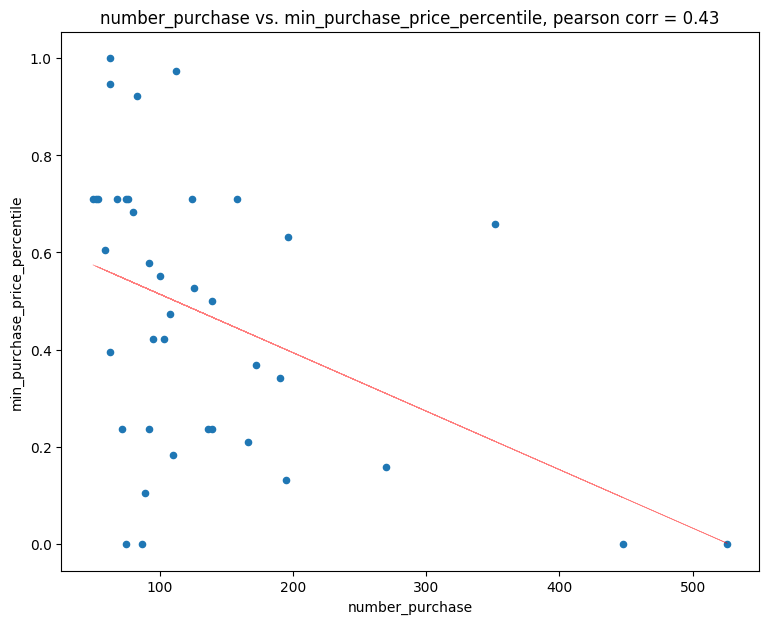 number_purchase vs. min_purchase_price_percentile, pearson corr = 0.43
1.0
0.8
0.6
0.4
0.2
0.0
min_purchase_price_percentile
100 200 300 400 500
number_purchase